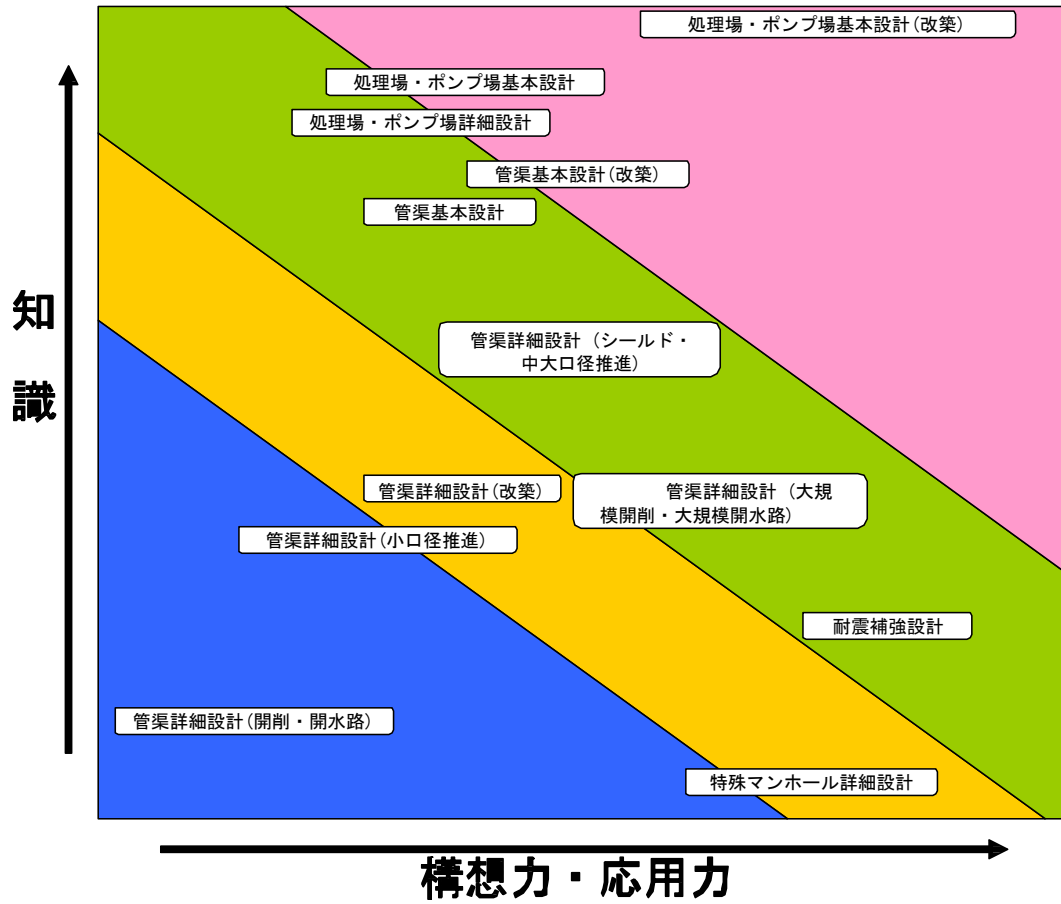 処理場・ポンプ場基本設計(改築)
処理場・ポンプ場基本設計
処理場・ポンプ場詳細設計
管渠基本設計(改築)
管渠基本設計
知
識
管渠詳細設計（シールド・
中大口径推進）
管渠詳細設計(改築)
管渠詳細設計（大規
模開削・大規模開水路）
管渠詳細設計(小口径推進)
耐震補強設計
管渠詳細設計(開削・開水路)
特殊マンホール詳細設計
構想力・応用力